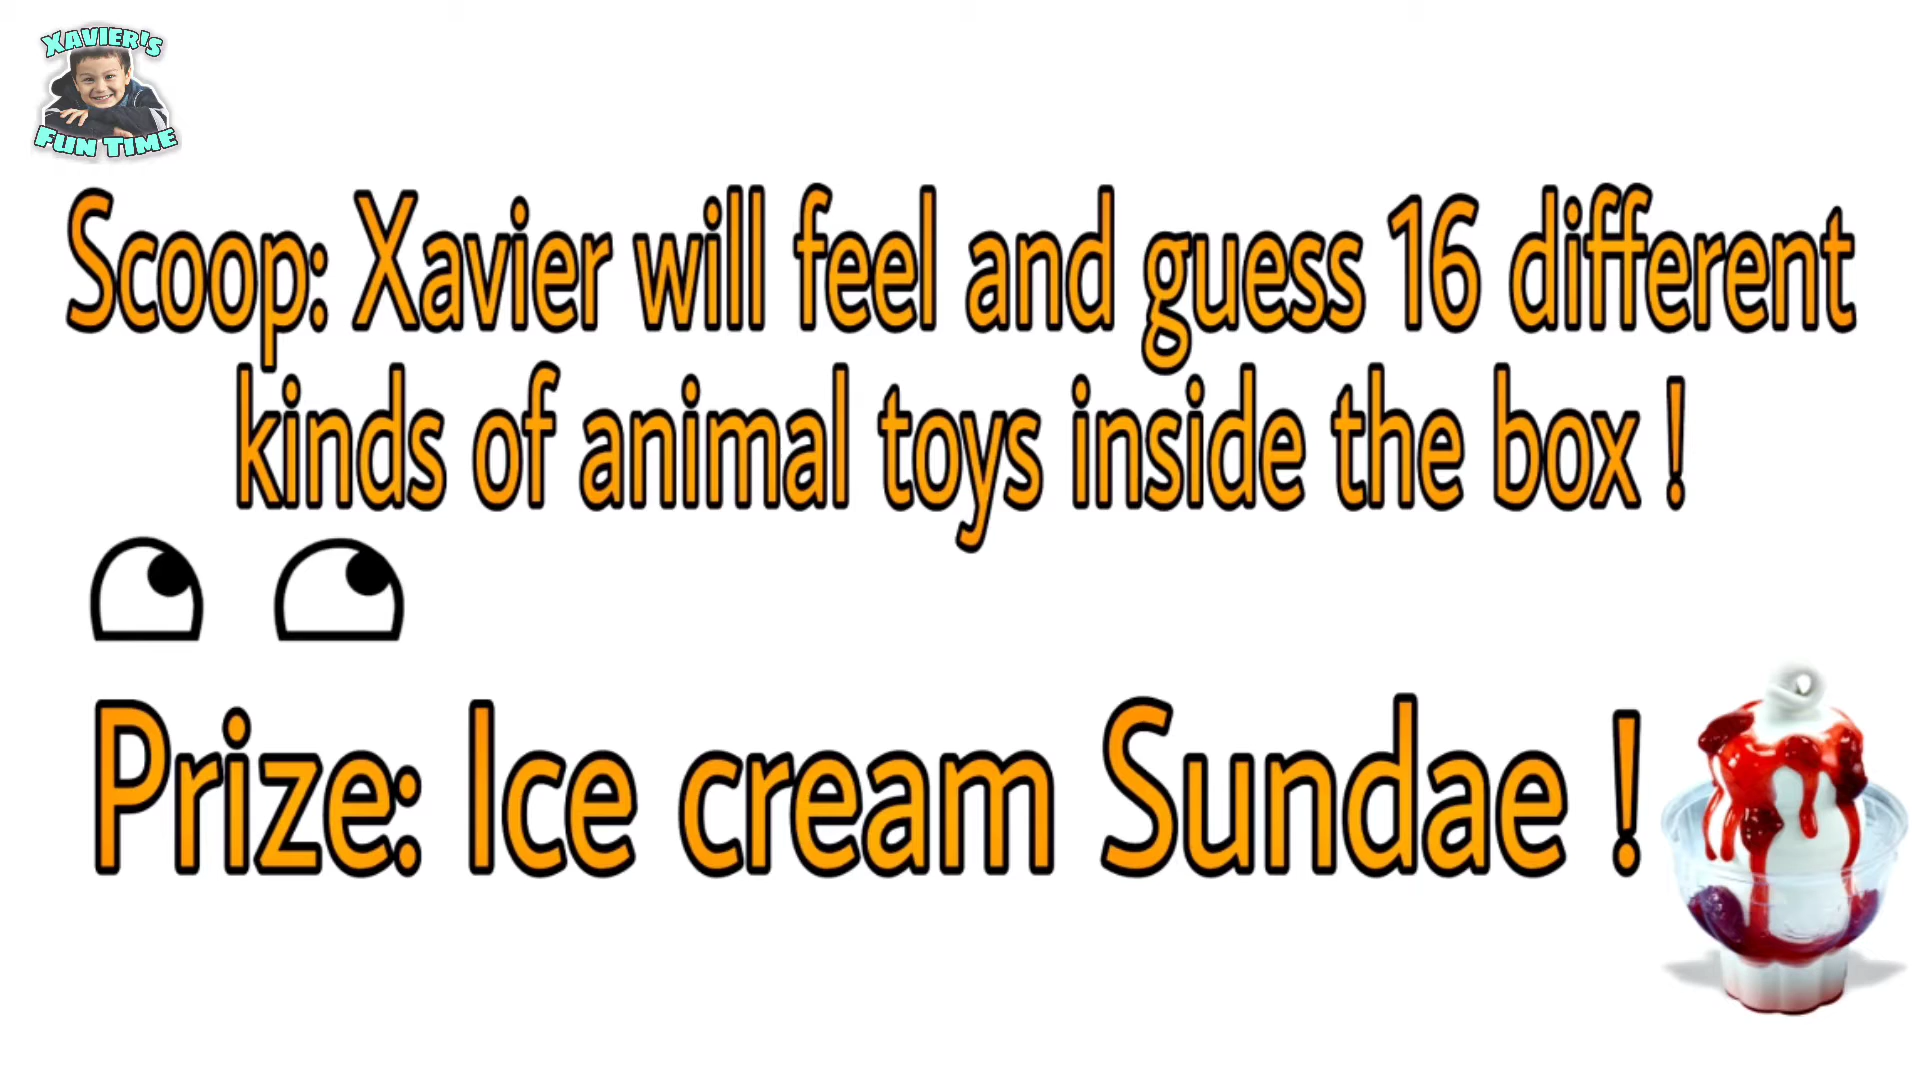 XAVIER'S
FUN TIME
Scoop: Xavier will feel and guess 16 different
kinds of animal toys inside the box !
Prize: Ice cream Sundae !